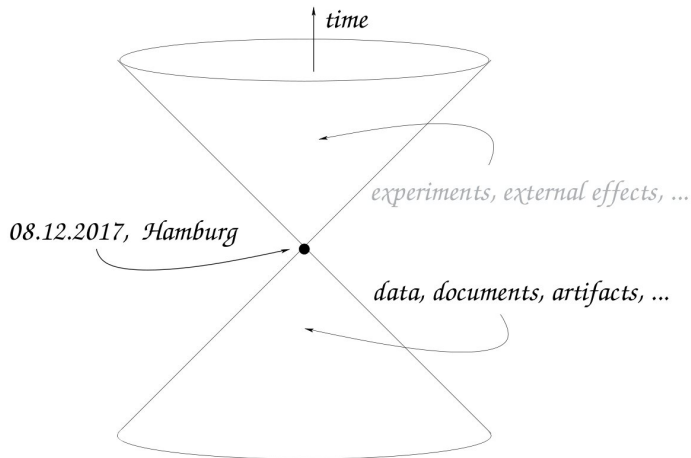 time
experiments, external effects, ...
08.12.2017, Hamburg
data, documents, artifacts, ...